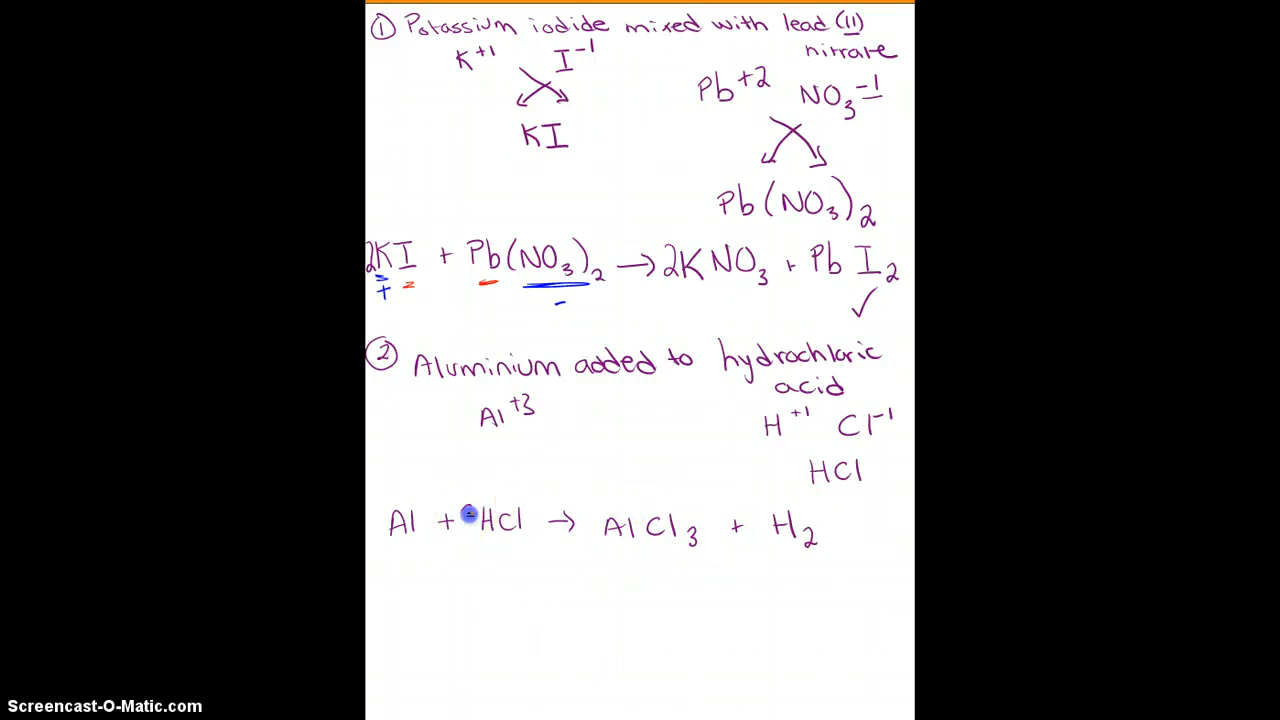 ① Potassium iodide mixed with lead (II)
nitrate
K+1 I-1
Pb+2 NO3-1
KI
Pb(NO3)2
2KI + Pb(NO3)2 → 2KNO3 + PbI2
+ -
✓
② Aluminium added to hydrochloric
acid
Al+3
H+1 Cl-1
HCl
Al + HCl → AlCl3 + H2
Screencast-O-Matic.com